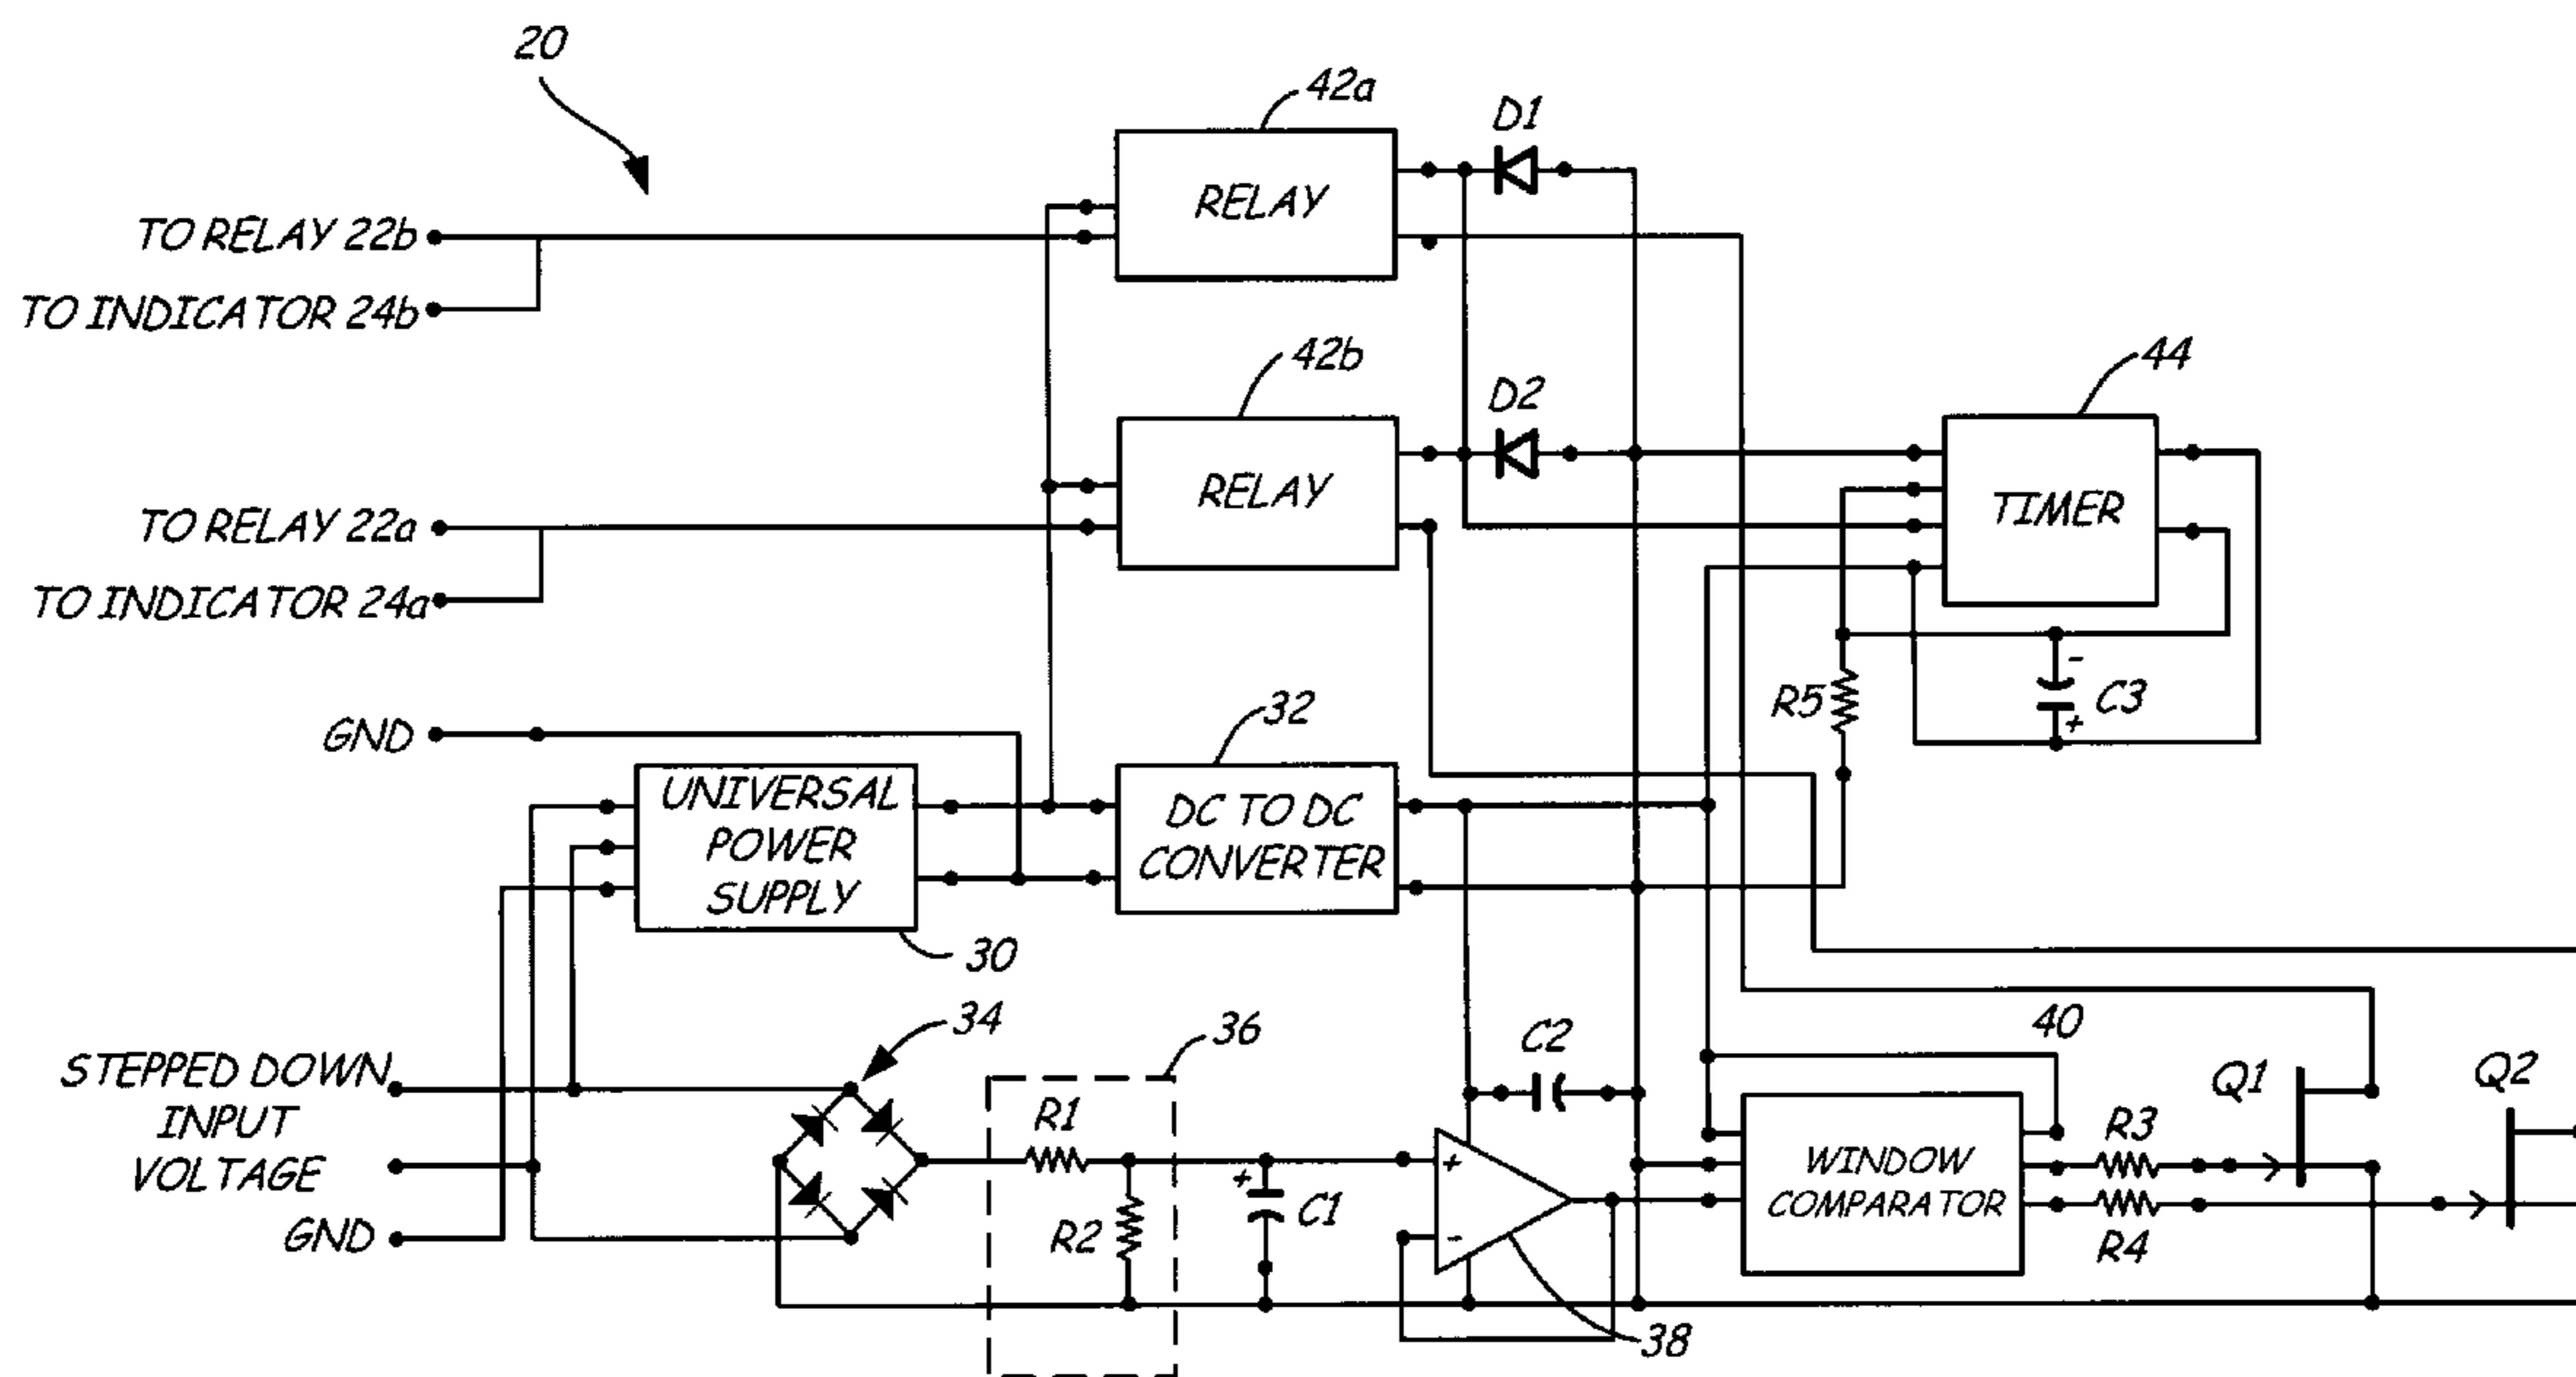 20
42a
D1
RELAY
TO RELAY 22b
TO INDICATOR 24b
42b
D2
44
RELAY
TIMER
TO RELAY 22a
TO INDICATOR 24a
-
R5
C3
+
32
GND
UNIVERSAL
POWER
SUPPLY
DC TO DC
CONVERTER
30
34
36
C2
40
Q1
Q2
STEPPED DOWN
INPUT
VOLTAGE
R1
R3
+
WINDOW
COMPARATOR
+
C1
R2
R4
GND
-
38